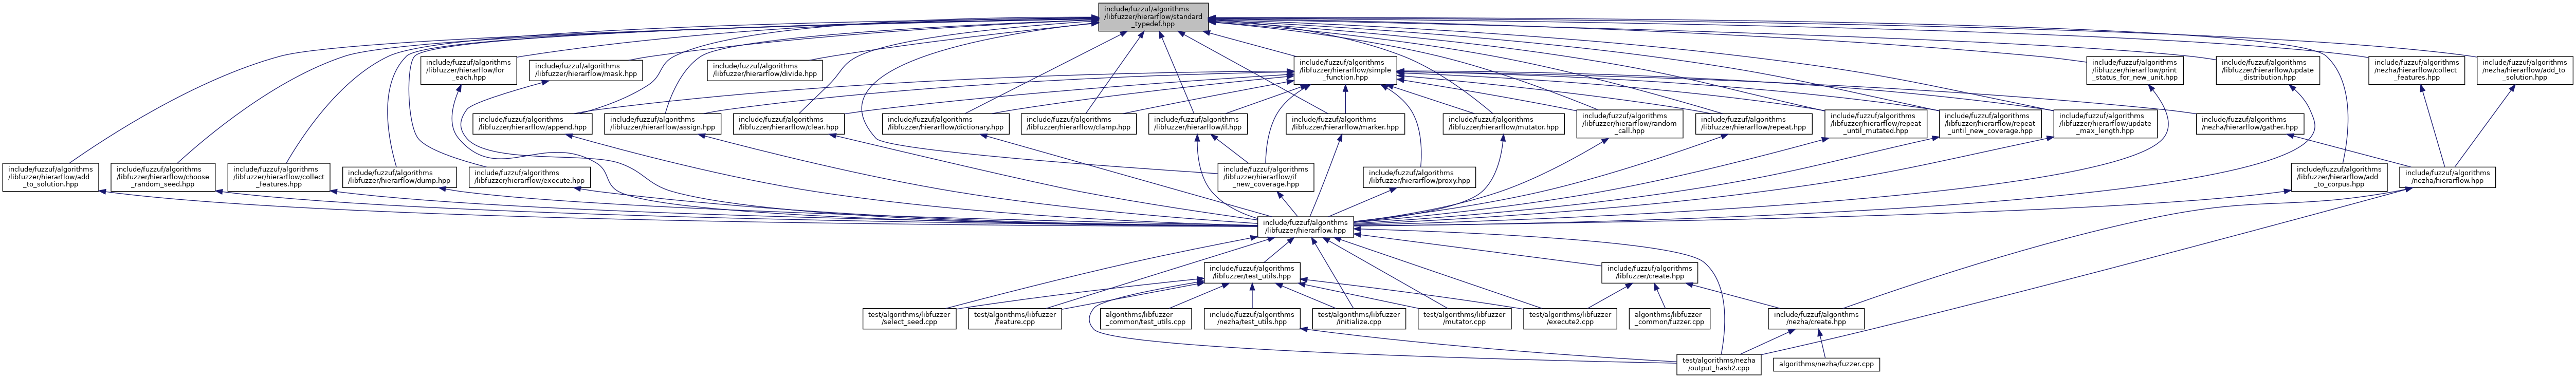 include/fuzzuf/algorithms
/libfuzzer/hierarflow/standard
_typedef.hpp
include/fuzzuf/algorithms
/libfuzzer/hierarflow/for
_each.hpp
include/fuzzuf/algorithms
/libfuzzer/hierarflow/mask.hpp
include/fuzzuf/algorithms
/libfuzzer/hierarflow/divide.hpp
include/fuzzuf/algorithms
/libfuzzer/hierarflow/simple
_function.hpp
include/fuzzuf/algorithms
/libfuzzer/hierarflow/print
_status_for_new_unit.hpp
include/fuzzuf/algorithms
/libfuzzer/hierarflow/update
_distribution.hpp
include/fuzzuf/algorithms
/nezha/hierarflow/collect
_features.hpp
include/fuzzuf/algorithms
/nezha/hierarflow/add_to
_solution.hpp
include/fuzzuf/algorithms
/libfuzzer/hierarflow/append.hpp
include/fuzzuf/algorithms
/libfuzzer/hierarflow/assign.hpp
include/fuzzuf/algorithms
/libfuzzer/hierarflow/clear.hpp
include/fuzzuf/algorithms
/libfuzzer/hierarflow/dictionary.hpp
include/fuzzuf/algorithms
/libfuzzer/hierarflow/clamp.hpp
include/fuzzuf/algorithms
/libfuzzer/hierarflow/if.hpp
include/fuzzuf/algorithms
/libfuzzer/hierarflow/marker.hpp
include/fuzzuf/algorithms
/libfuzzer/hierarflow/mutator.hpp
include/fuzzuf/algorithms
/libfuzzer/hierarflow/random
_call.hpp
include/fuzzuf/algorithms
/libfuzzer/hierarflow/repeat.hpp
include/fuzzuf/algorithms
/libfuzzer/hierarflow/repeat
_until_mutated.hpp
include/fuzzuf/algorithms
/libfuzzer/hierarflow/repeat
_until_new_coverage.hpp
include/fuzzuf/algorithms
/libfuzzer/hierarflow/update
_max_length.hpp
include/fuzzuf/algorithms
/nezha/hierarflow/gather.hpp
include/fuzzuf/algorithms
/libfuzzer/hierarflow/add
_to_solution.hpp
include/fuzzuf/algorithms
/libfuzzer/hierarflow/choose
_random_seed.hpp
include/fuzzuf/algorithms
/libfuzzer/hierarflow/collect
_features.hpp
include/fuzzuf/algorithms
/libfuzzer/hierarflow/dump.hpp
include/fuzzuf/algorithms
/libfuzzer/hierarflow/execute.hpp
include/fuzzuf/algorithms
/libfuzzer/hierarflow/if
_new_coverage.hpp
include/fuzzuf/algorithms
/libfuzzer/hierarflow/proxy.hpp
include/fuzzuf/algorithms
/libfuzzer/hierarflow/add
_to_corpus.hpp
include/fuzzuf/algorithms
/nezha/hierarflow.hpp
include/fuzzuf/algorithms
/libfuzzer/hierarflow.hpp
include/fuzzuf/algorithms
/libfuzzer/test_utils.hpp
include/fuzzuf/algorithms
/libfuzzer/create.hpp
test/algorithms/libfuzzer
/select_seed.cpp
test/algorithms/libfuzzer
/feature.cpp
algorithms/libfuzzer
_common/test_utils.cpp
include/fuzzuf/algorithms
/nezha/test_utils.hpp
test/algorithms/libfuzzer
/initialize.cpp
test/algorithms/libfuzzer
/mutator.cpp
test/algorithms/libfuzzer
/execute2.cpp
algorithms/libfuzzer
_common/fuzzer.cpp
include/fuzzuf/algorithms
/nezha/create.hpp
test/algorithms/nezha
/output_hash2.cpp
algorithms/nezha/fuzzer.cpp